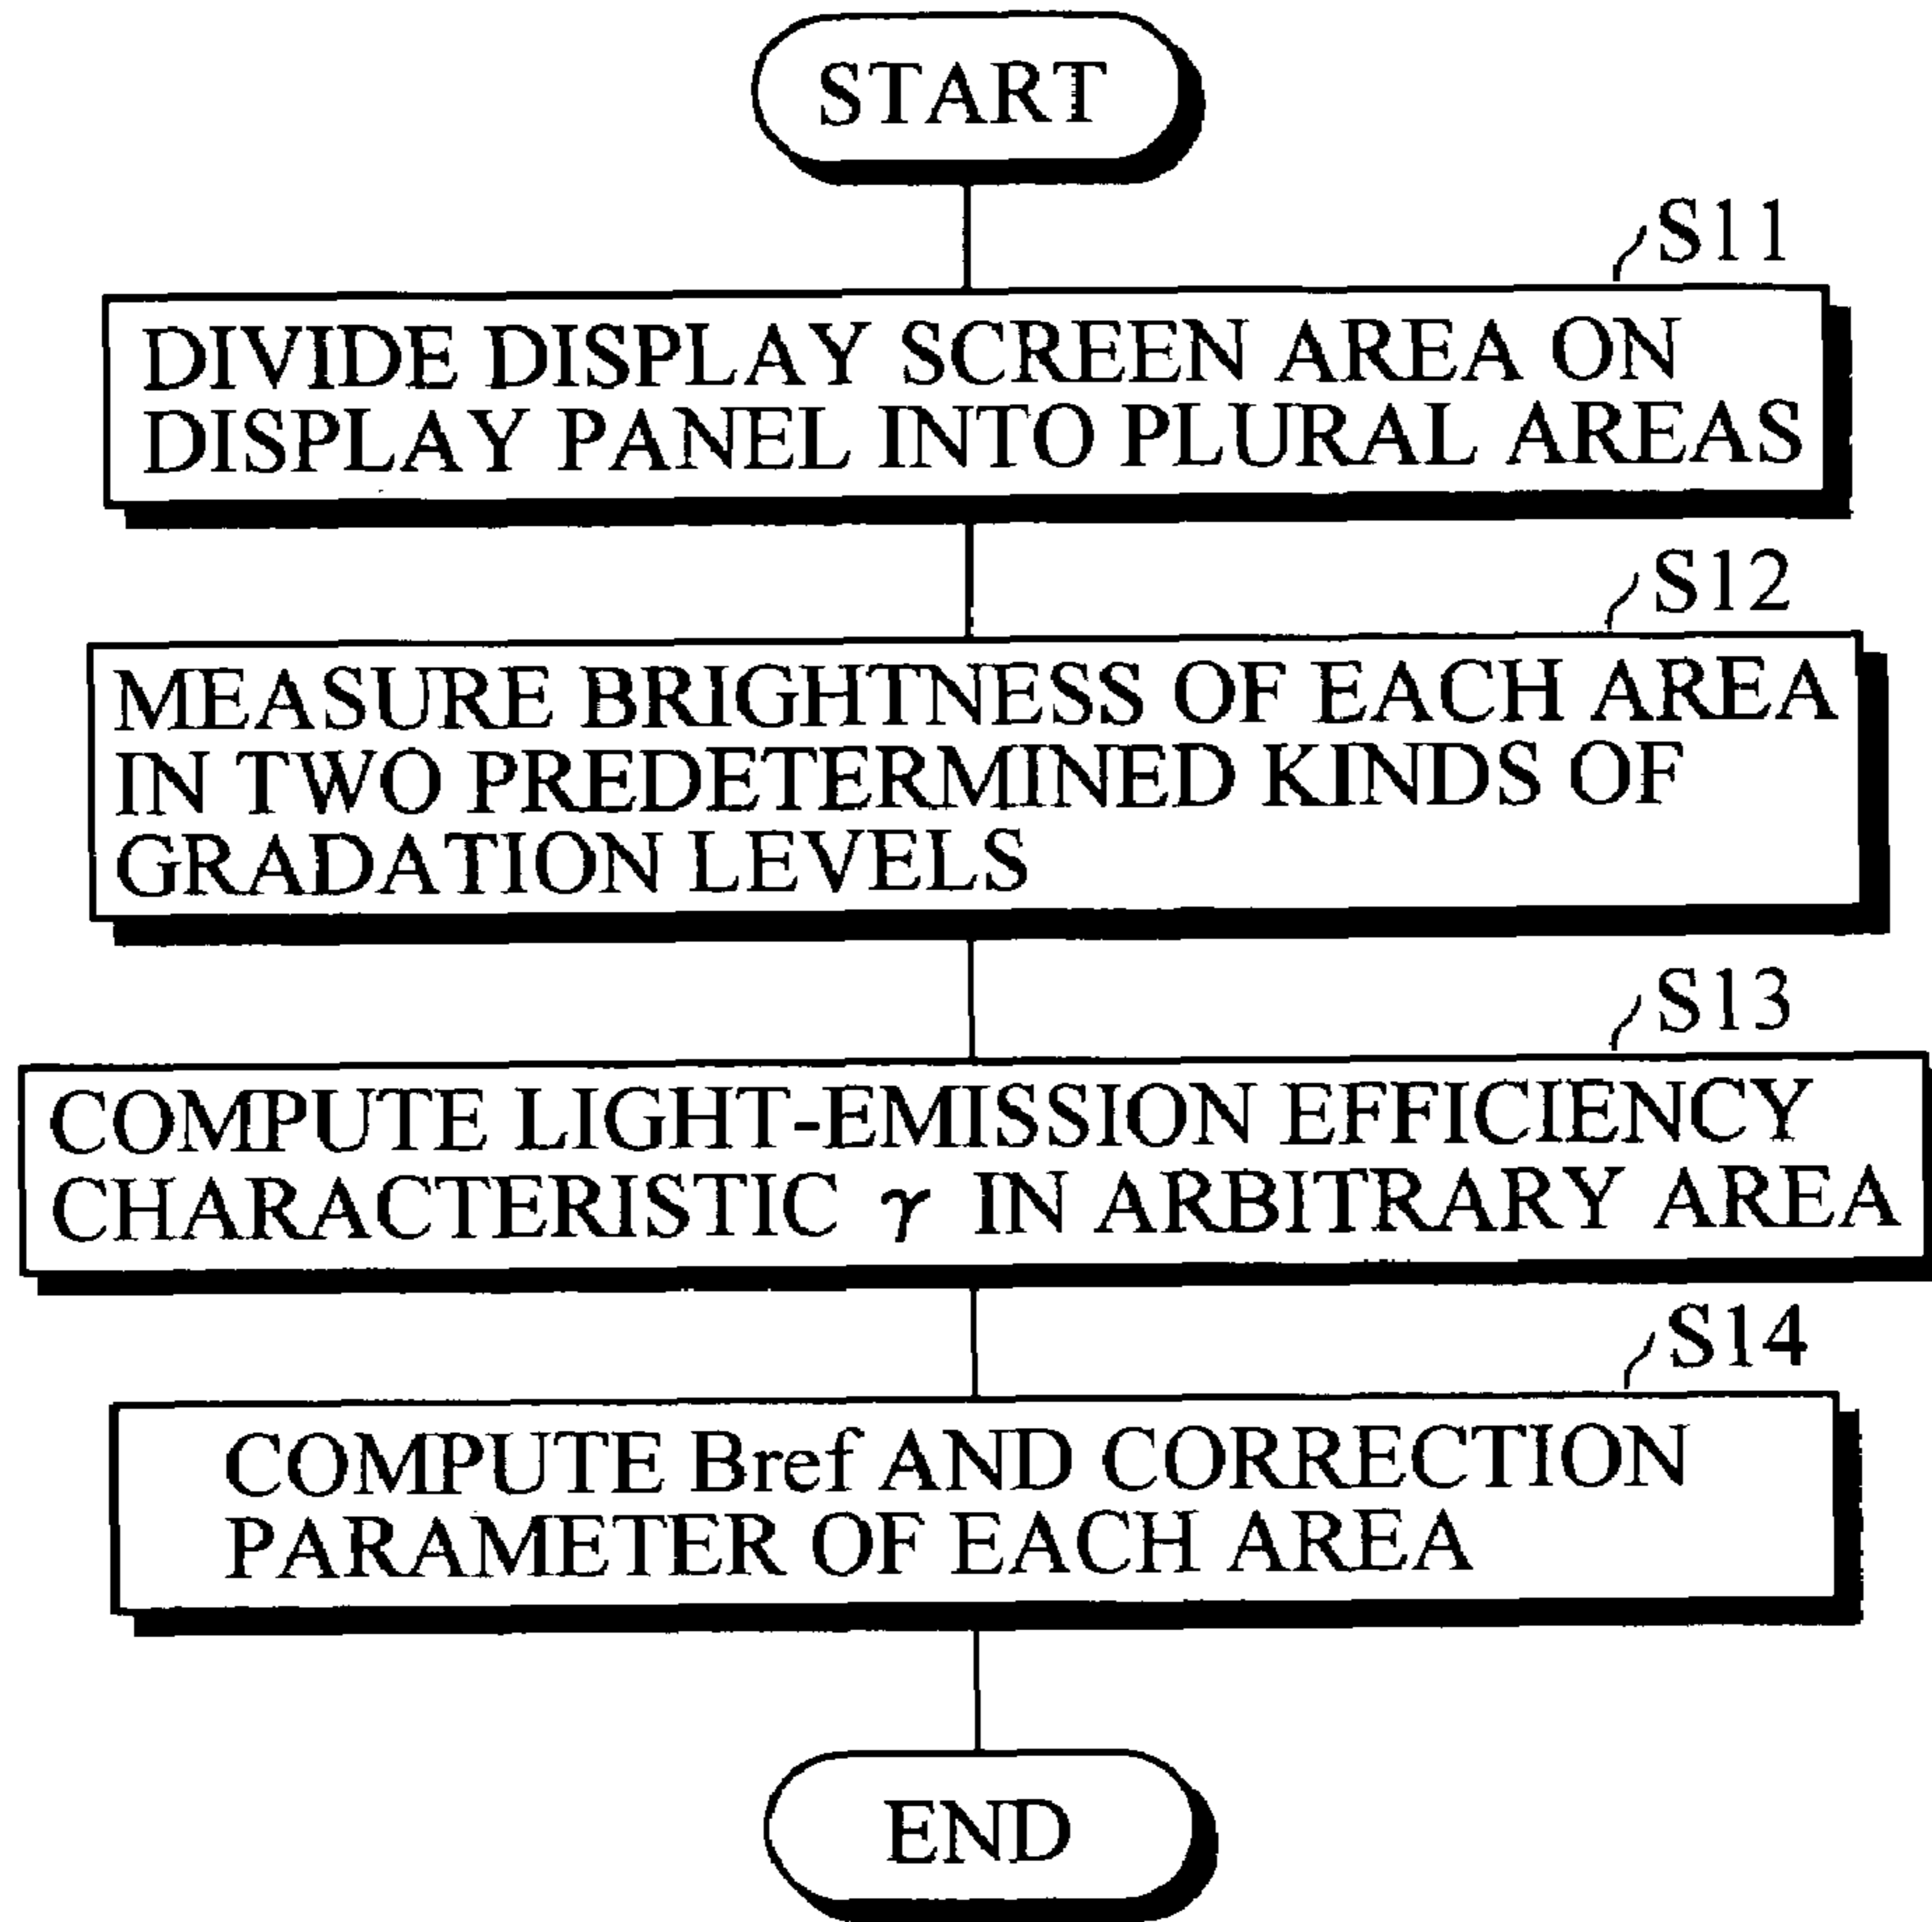 START
S11
DIVIDE DISPLAY SCREEN AREA ON
DISPLAY PANEL INTO PLURAL AREAS
S12
MEASURE BRIGHTNESS OF EACH AREA
IN TWO PREDETERMINED KINDS OF
GRADATION LEVELS
S13
COMPUTE LIGHT-EMISSION EFFICIENCY
CHARACTERISTIC γ IN ARBITRARY AREA
S14
COMPUTE Bref AND CORRECTION
PARAMETER OF EACH AREA
END